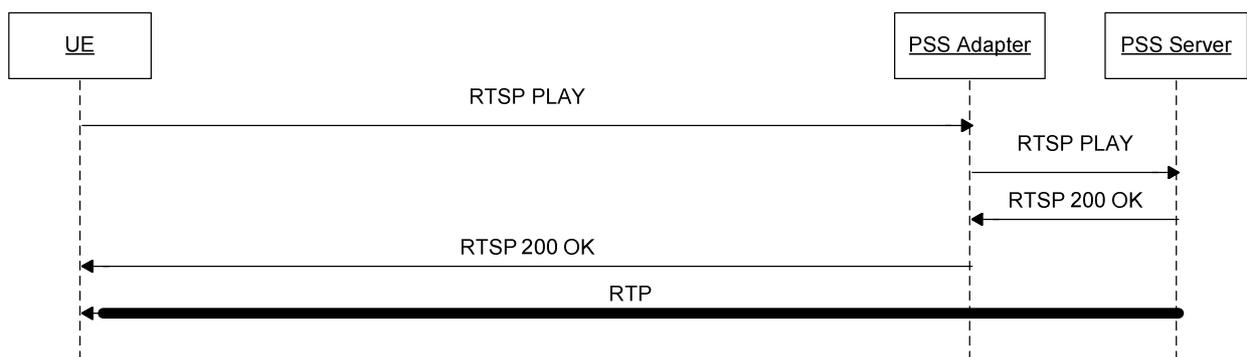 UE
PSS Adapter
PSS Server
RTSP PLAY
RTSP PLAY
RTSP 200 OK
RTSP 200 OK
RTP